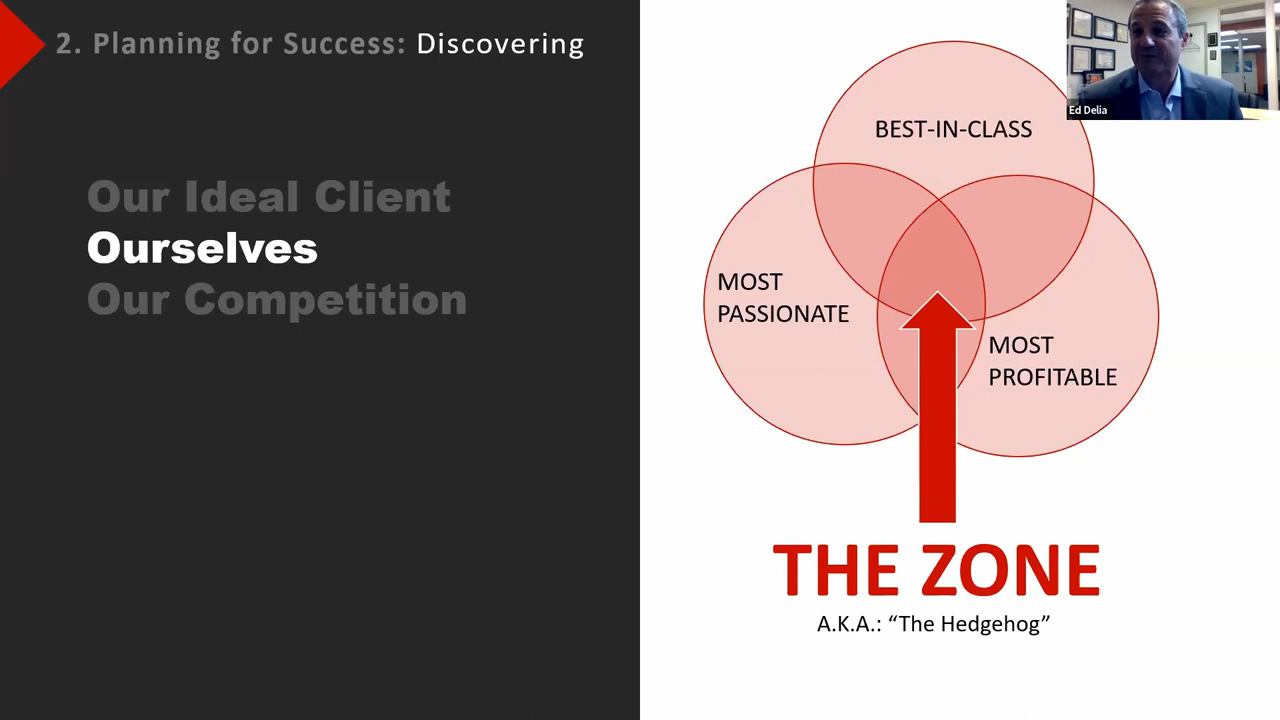 2. Planning for Success: Discovering
Our Ideal Client
Ourselves
Our Competition
BEST-IN-CLASS
MOST
PASSIONATE
MOST
PROFITABLE
THE ZONE
A.K.A.: “The Hedgehog”
Ed Delia